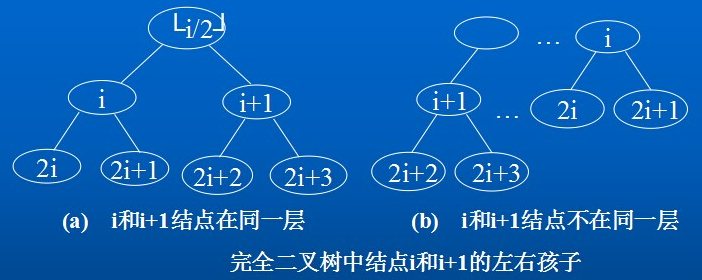 ⌊i/2⌋
i
i+1
2i
2i+1
2i+2
2i+3
(a) i和i+1结点在同一层
… i
i+1 … 2i 2i+1
2i+2 2i+3
(b) i和i+1结点不在同一层
完全二叉树中结点i和i+1的左右孩子